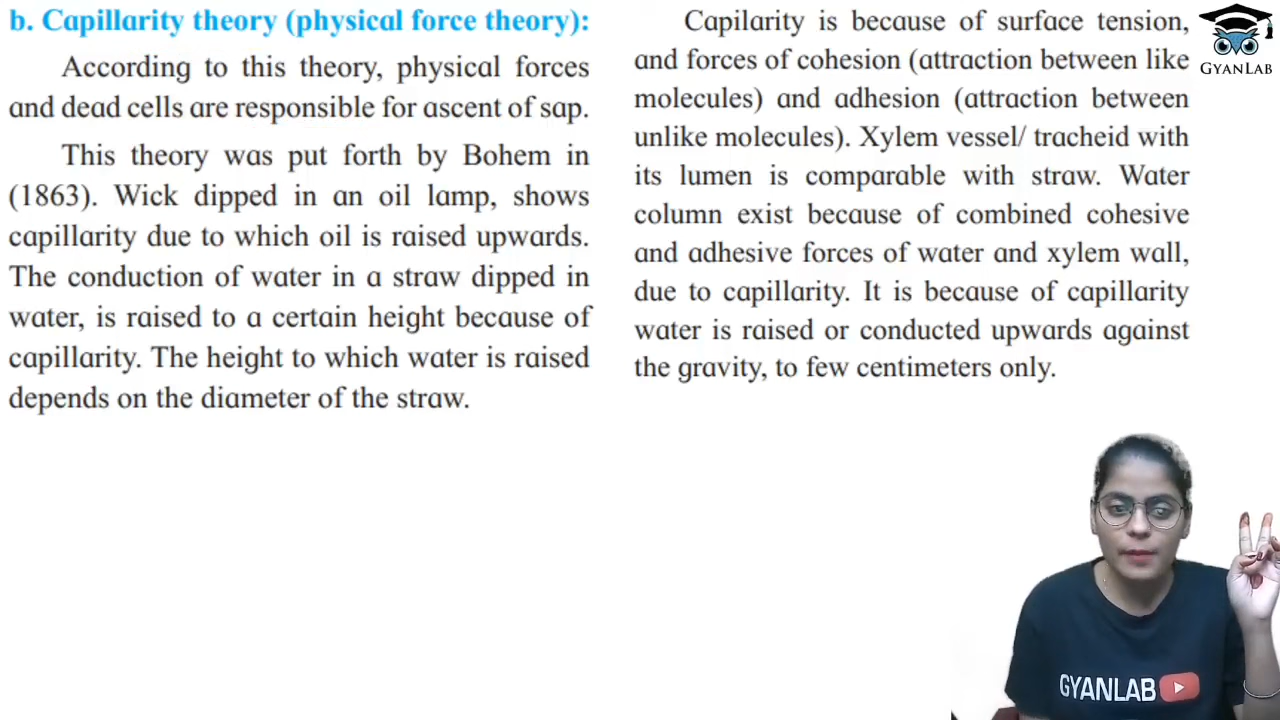 b. Capillarity theory (physical force theory):
According to this theory, physical forces
and dead cells are responsible for ascent of sap.
This theory was put forth by Bohem in
(1863). Wick dipped in an oil lamp, shows
capillarity due to which oil is raised upwards.
The conduction of water in a straw dipped in
water, is raised to a certain height because of
capillarity. The height to which water is raised
depends on the diameter of the straw.
Capilarity is because of surface tension,
and forces of cohesion (attraction between like
molecules) and adhesion (attraction between
unlike molecules). Xylem vessel/ tracheid with
its lumen is comparable with straw. Water
column exist because of combined cohesive
and adhesive forces of water and xylem wall,
due to capillarity. It is because of capillarity
water is raised or conducted upwards against
the gravity, to few centimeters only.
GYANLAB
GYANLAB